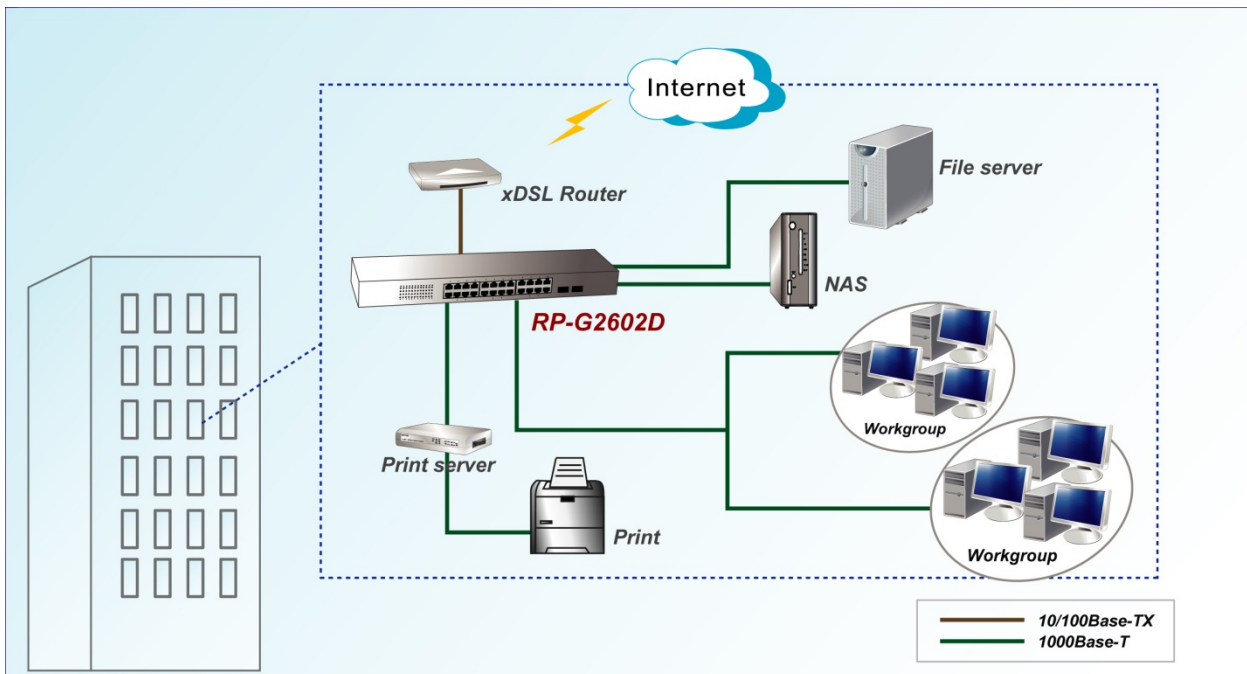 Internet
xDSL Router
File server
NAS
RP-G2602D
Workgroup
Print server
Print
Workgroup
10/100Base-TX
1000Base-T